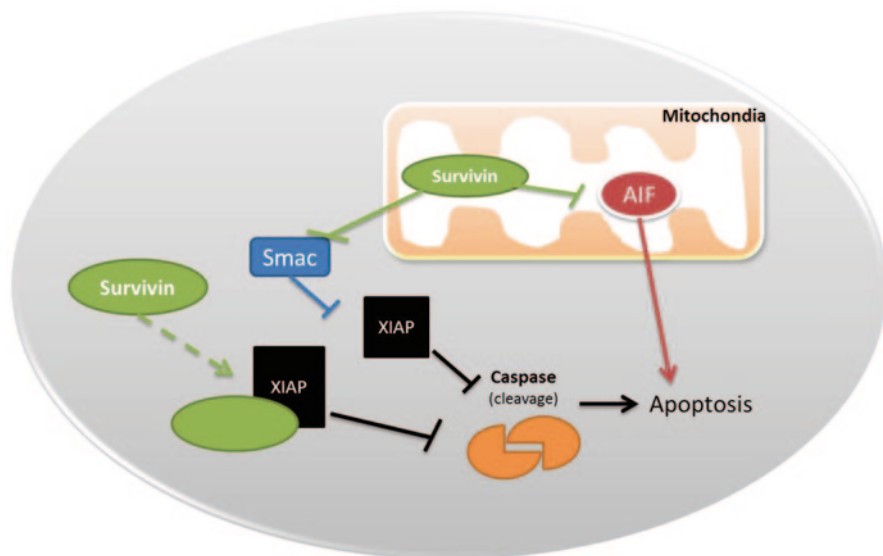 Mitochondia
Survivin
AIF
Smac
Survivin
XIAP
XIAP
Caspase
(cleavage)
Apoptosis